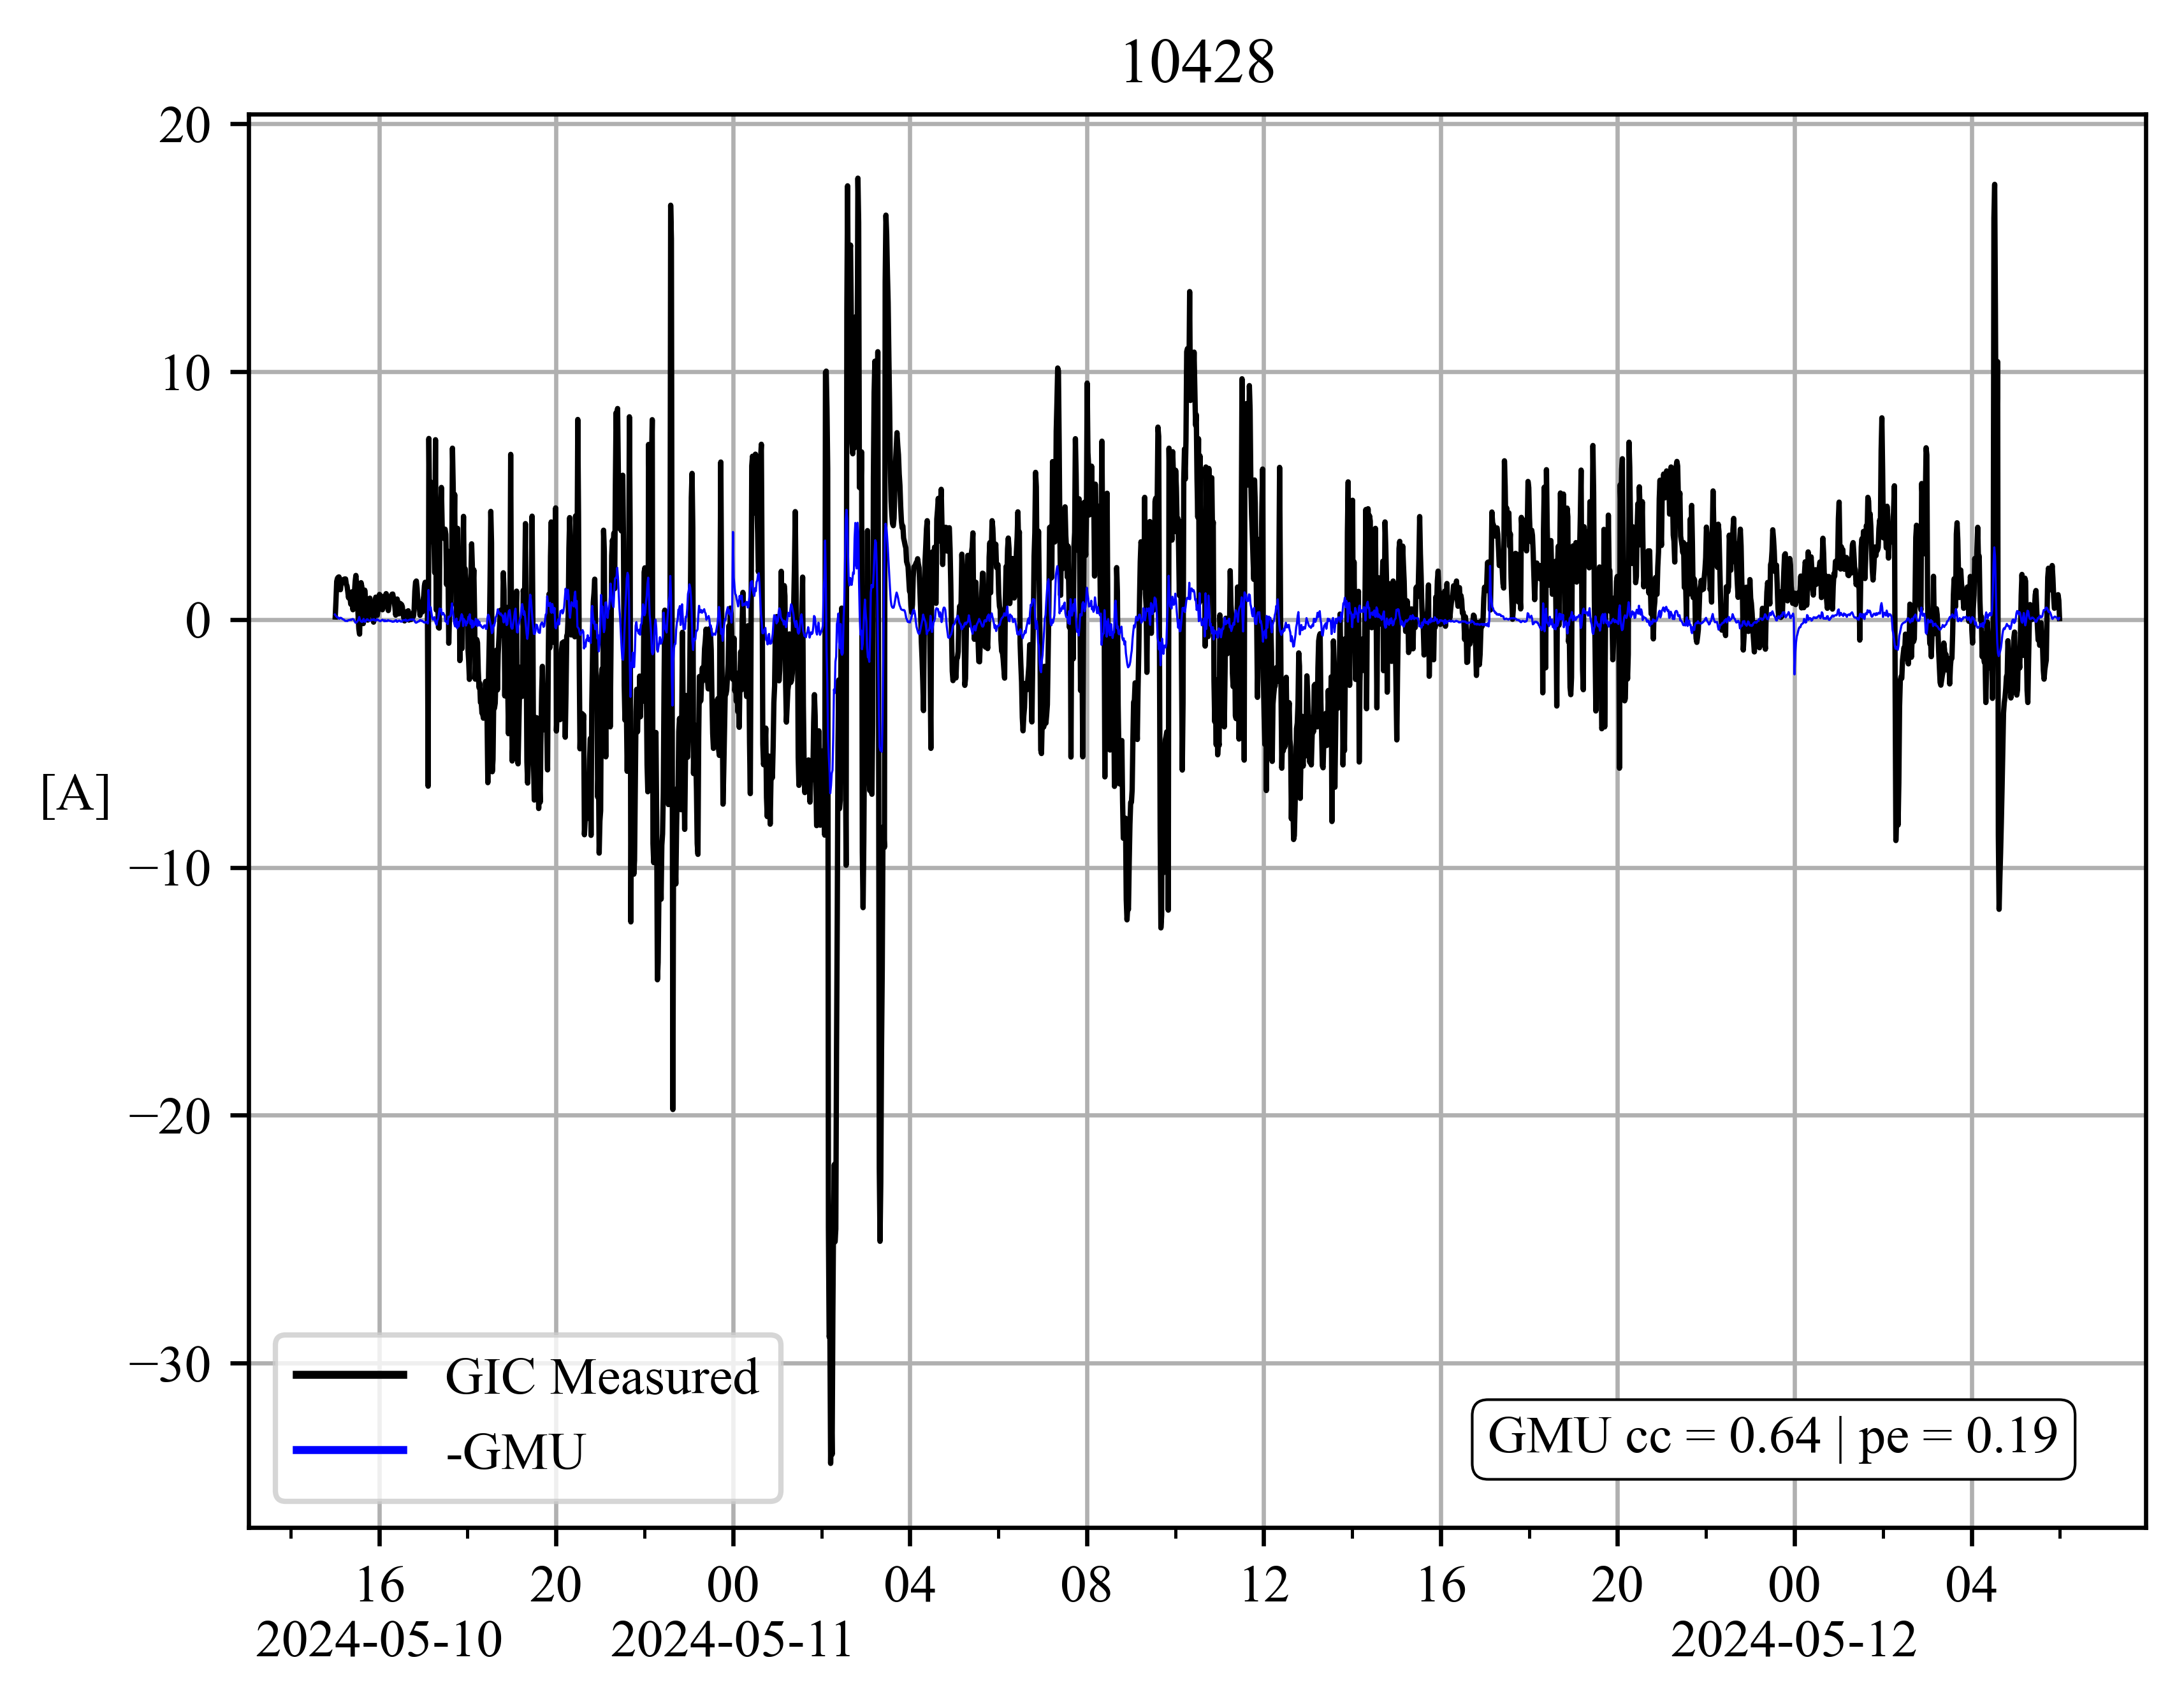 10428
20
10
0
−10
−20
−30
[A]
GIC Measured
-GMU
GMU cc = 0.64 | pe = 0.19
16 20 00 04 08 12 16 20 00 04
2024-05-10 2024-05-11 2024-05-12